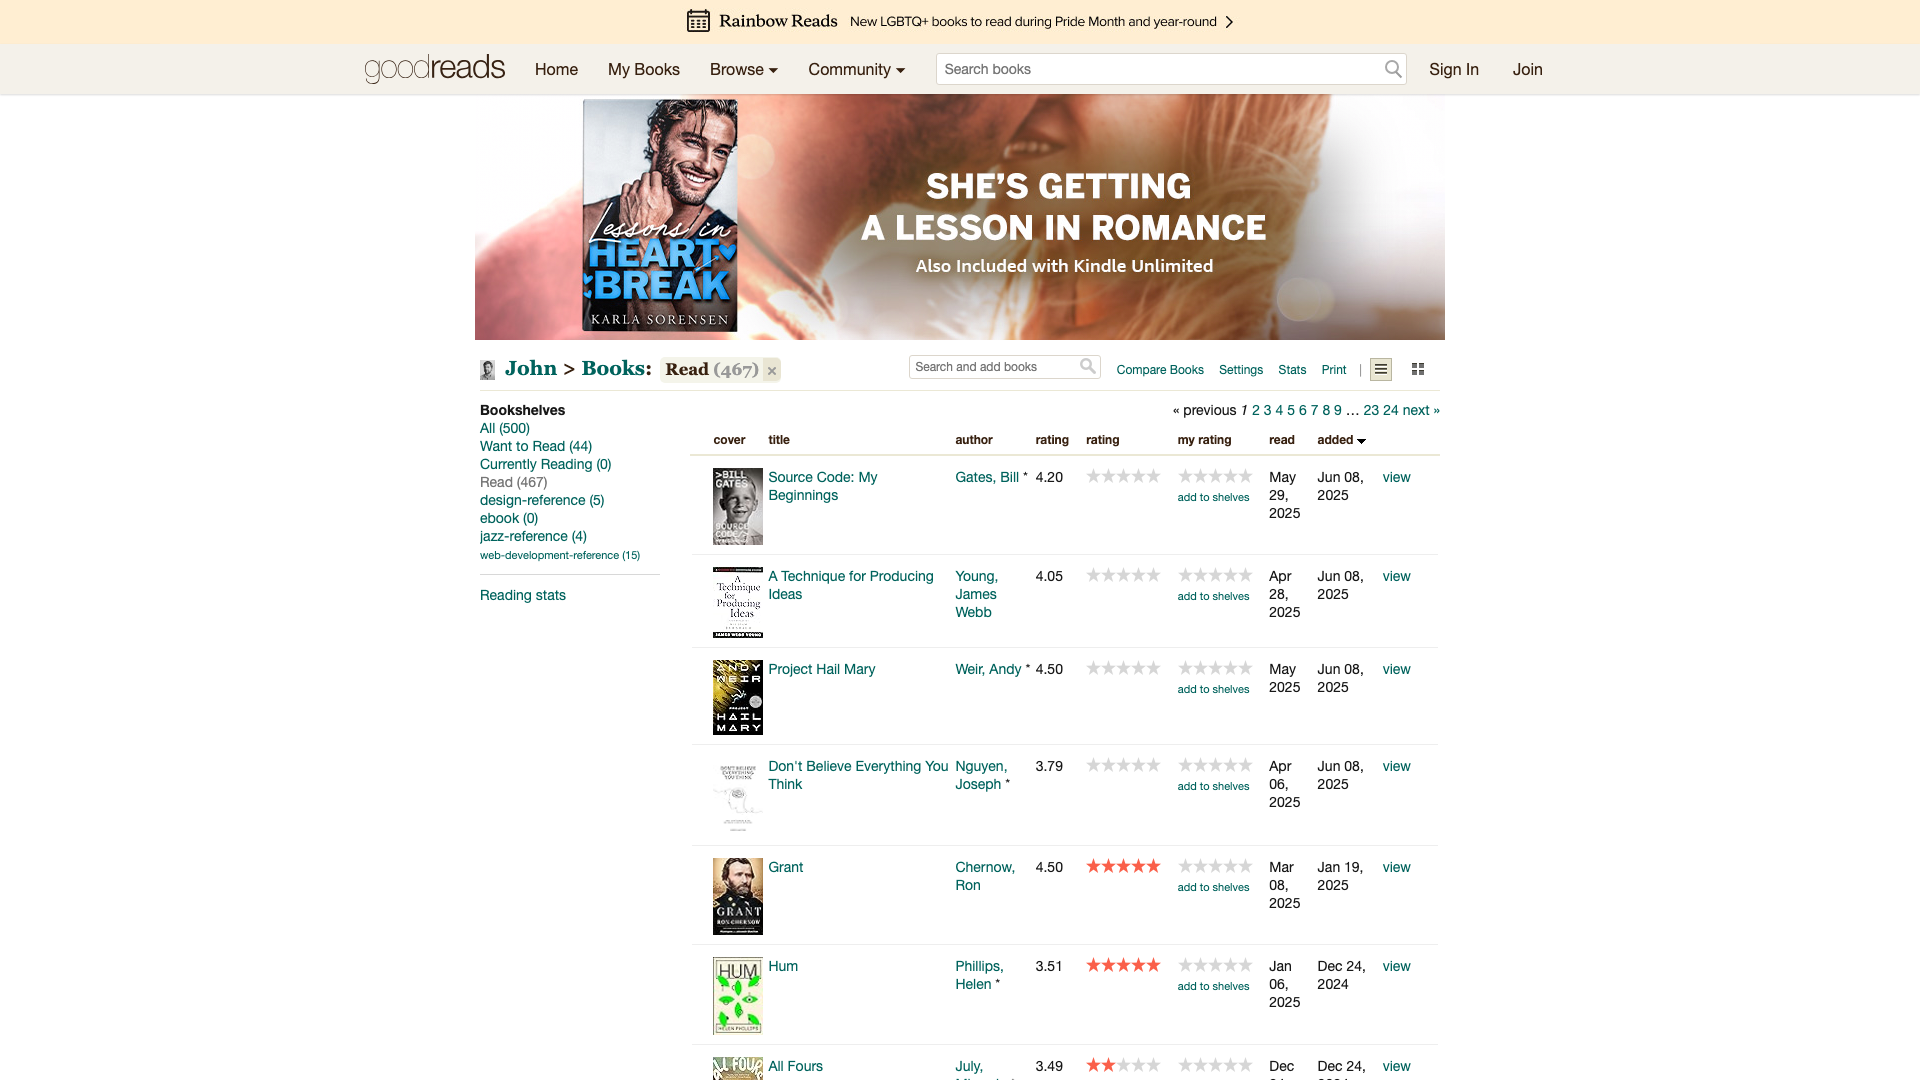 Rainbow Reads New LGBTQ+ books to read during Pride Month and year-round
goodreads Home My Books Browse Community Search books Sign In Join
Lessons in
HEART
BREAK
KARLA SORENSEN
SHE'S GETTING
A LESSON IN ROMANCE
Also Included with Kindle Unlimited
John > Books: Read (467) × Search and add books Compare Books Settings Stats Print |
Bookshelves
All (500)
Want to Read (44)
Currently Reading (0)
Read (467)
design-reference (5)
ebook (0)
jazz-reference (4)
web-development-reference (15)
Reading stats
« previous 1 2 3 4 5 6 7 8 9 … 23 24 next »
cover title author rating rating my rating read added
>BILL
GATES
SOURCE
CODE
Source Code: My
Beginnings
Gates, Bill * 4.20
add to shelves
May
29,
2025
Jun 08,
2025
view
A
Technique
for
Producing
Ideas
JAMES WEBB YOUNG
A Technique for Producing
Ideas
Young,
James
Webb
4.05
add to shelves
Apr
28,
2025
Jun 08,
2025
view
ANDY
WEIR
PROJECT
HAIL
MARY
Project Hail Mary
Weir, Andy * 4.50
add to shelves
May
2025
Jun 08,
2025
view
DON'T BELIEVE
EVERYTHING
YOU THINK
Don't Believe Everything You
Think
Nguyen,
Joseph *
3.79
add to shelves
Apr
06,
2025
Jun 08,
2025
view
GRANT
RON CHERNOW
Grant
Chernow,
Ron
4.50
add to shelves
Mar
08,
2025
Jan 19,
2025
view
HUM
HELEN PHILLIPS
Hum
Phillips,
Helen *
3.51
add to shelves
Jan
06,
2025
Dec 24,
2024
view
ALL FOURS
All Fours
July,
3.49
Dec
Dec 24,
view